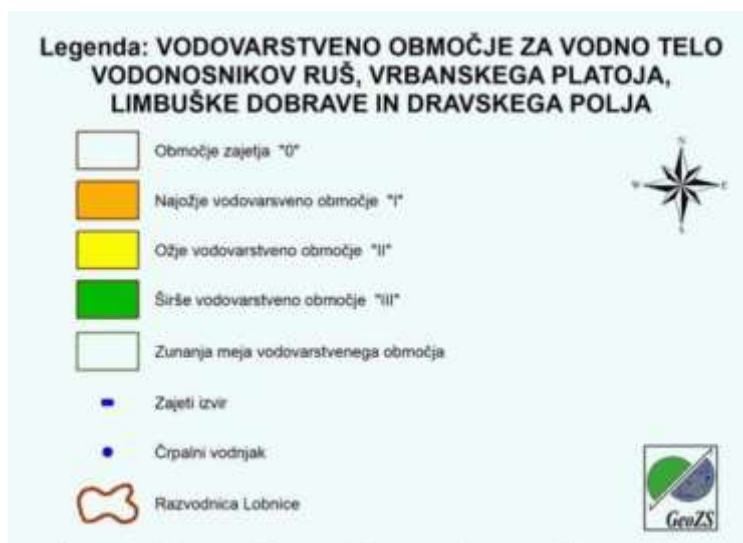 Legenda: VODOVARSTVENO OBMOČJE ZA VODNO TELO
VODONOSNIKOV RUŠ, VRBANSKEGA PLATOJA,
LIMBUŠKE DOBRAVE IN DRAVSKEGA POLJA
Območje zajetja "0"
N
W E
S
Najožje vodovarsveno območje "I"
Ožje vodovarstveno območje "II"
Širše vodovarstveno območje "III"
Zunanja meja vodovarstvenega območja
Zajeti izvir
Črpalni vodnjak
Razvodnica Lobnice
GeoZS